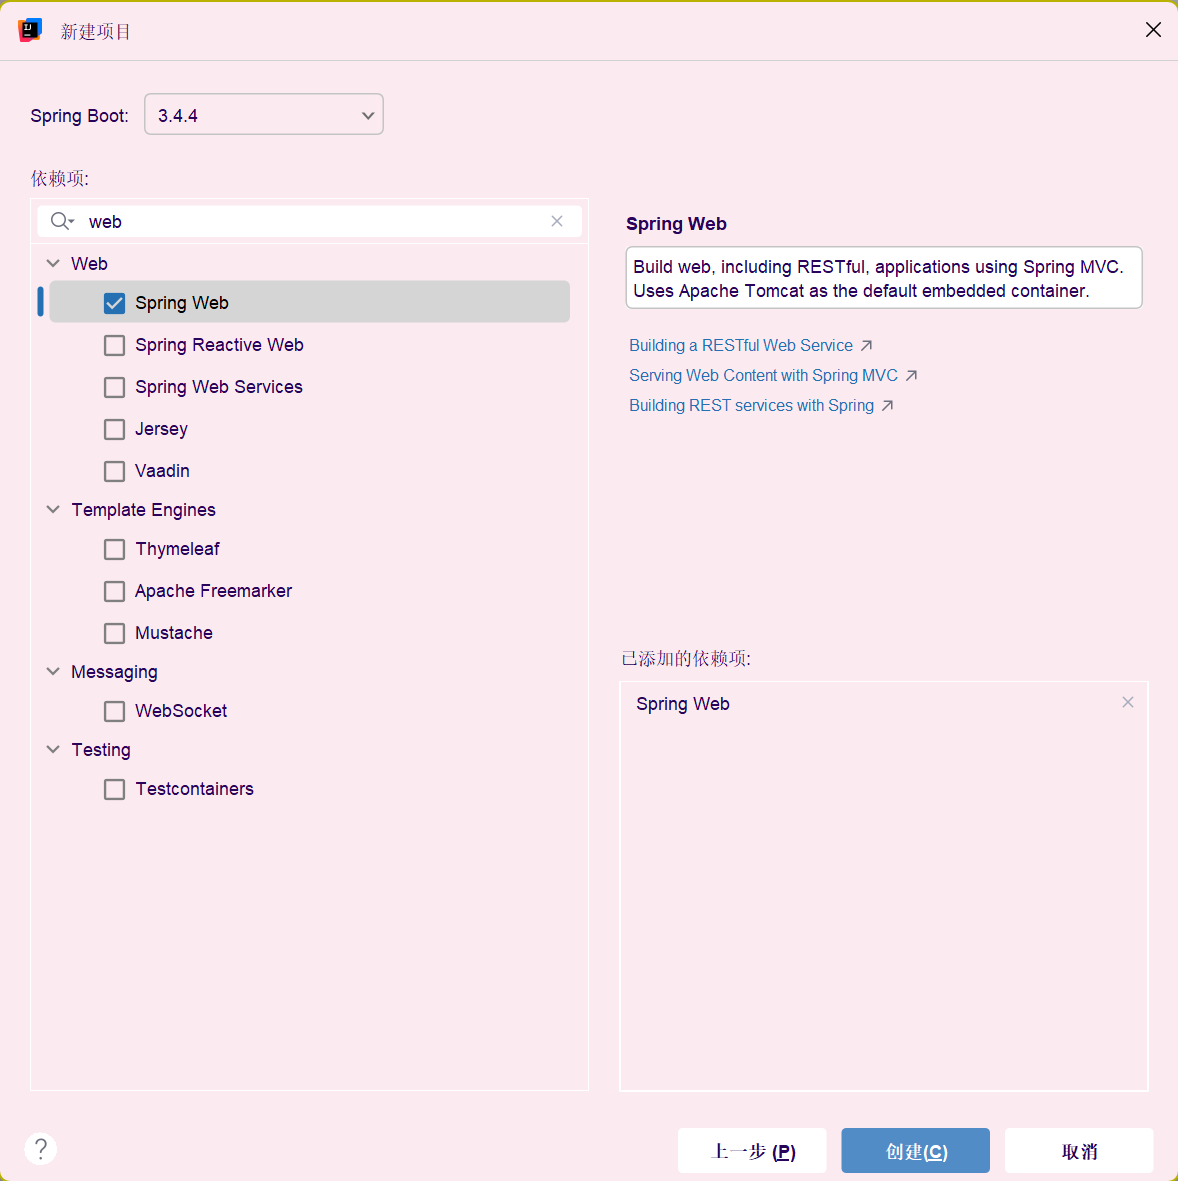 新建项目
Spring Boot:
3.4.4
依赖项:
web
Web
Spring Web
Spring Reactive Web
Spring Web Services
Jersey
Vaadin
Template Engines
Thymeleaf
Apache Freemarker
Mustache
Messaging
WebSocket
Testing
Testcontainers
Spring Web
Build web, including RESTful, applications using Spring MVC.
Uses Apache Tomcat as the default embedded container.
Building a RESTful Web Service
Serving Web Content with Spring MVC
Building REST services with Spring
已添加的依赖项:
Spring Web
?
上一步 (P)
创建(C)
取消